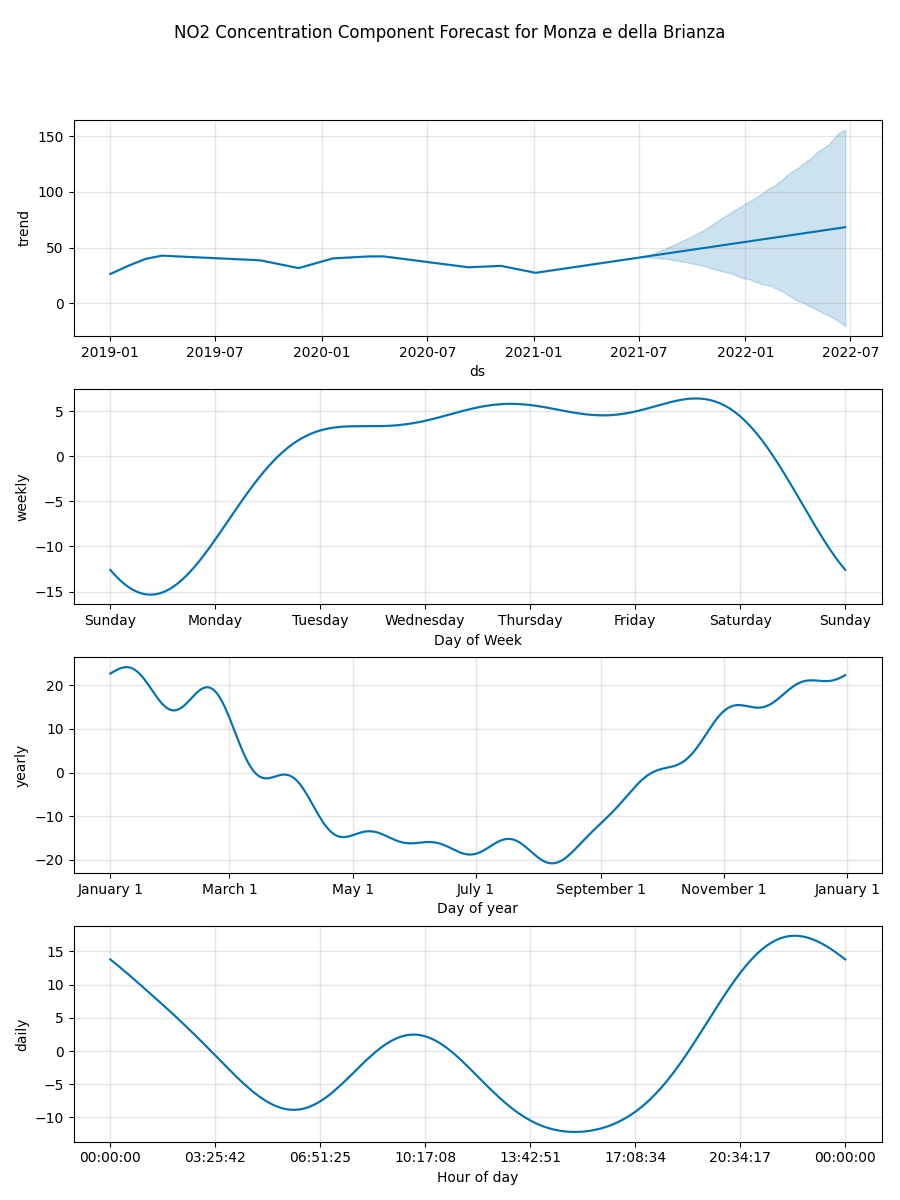 NO2 Concentration Component Forecast for Monza e della Brianza
150
100
50
0
trend
2019-01 2019-07 2020-01 2020-07 2021-01 2021-07 2022-01 2022-07
ds
5
0
−5
−10
−15
weekly
Sunday Monday Tuesday Wednesday Thursday Friday Saturday Sunday
Day of Week
20
10
0
−10
−20
yearly
January 1 March 1 May 1 July 1 September 1 November 1 January 1
Day of year
15
10
5
0
−5
−10
daily
00:00:00 03:25:42 06:51:25 10:17:08 13:42:51 17:08:34 20:34:17 00:00:00
Hour of day